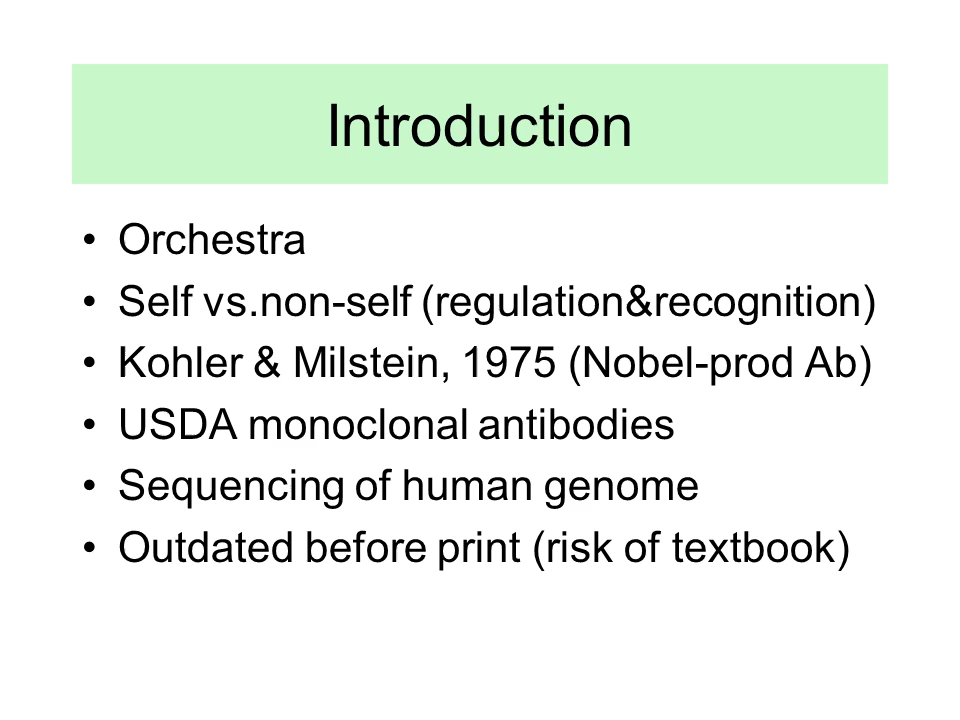 Introduction
• Orchestra
• Self vs.non-self (regulation&recognition)
• Kohler & Milstein, 1975 (Nobel-prod Ab)
• USDA monoclonal antibodies
• Sequencing of human genome
• Outdated before print (risk of textbook)